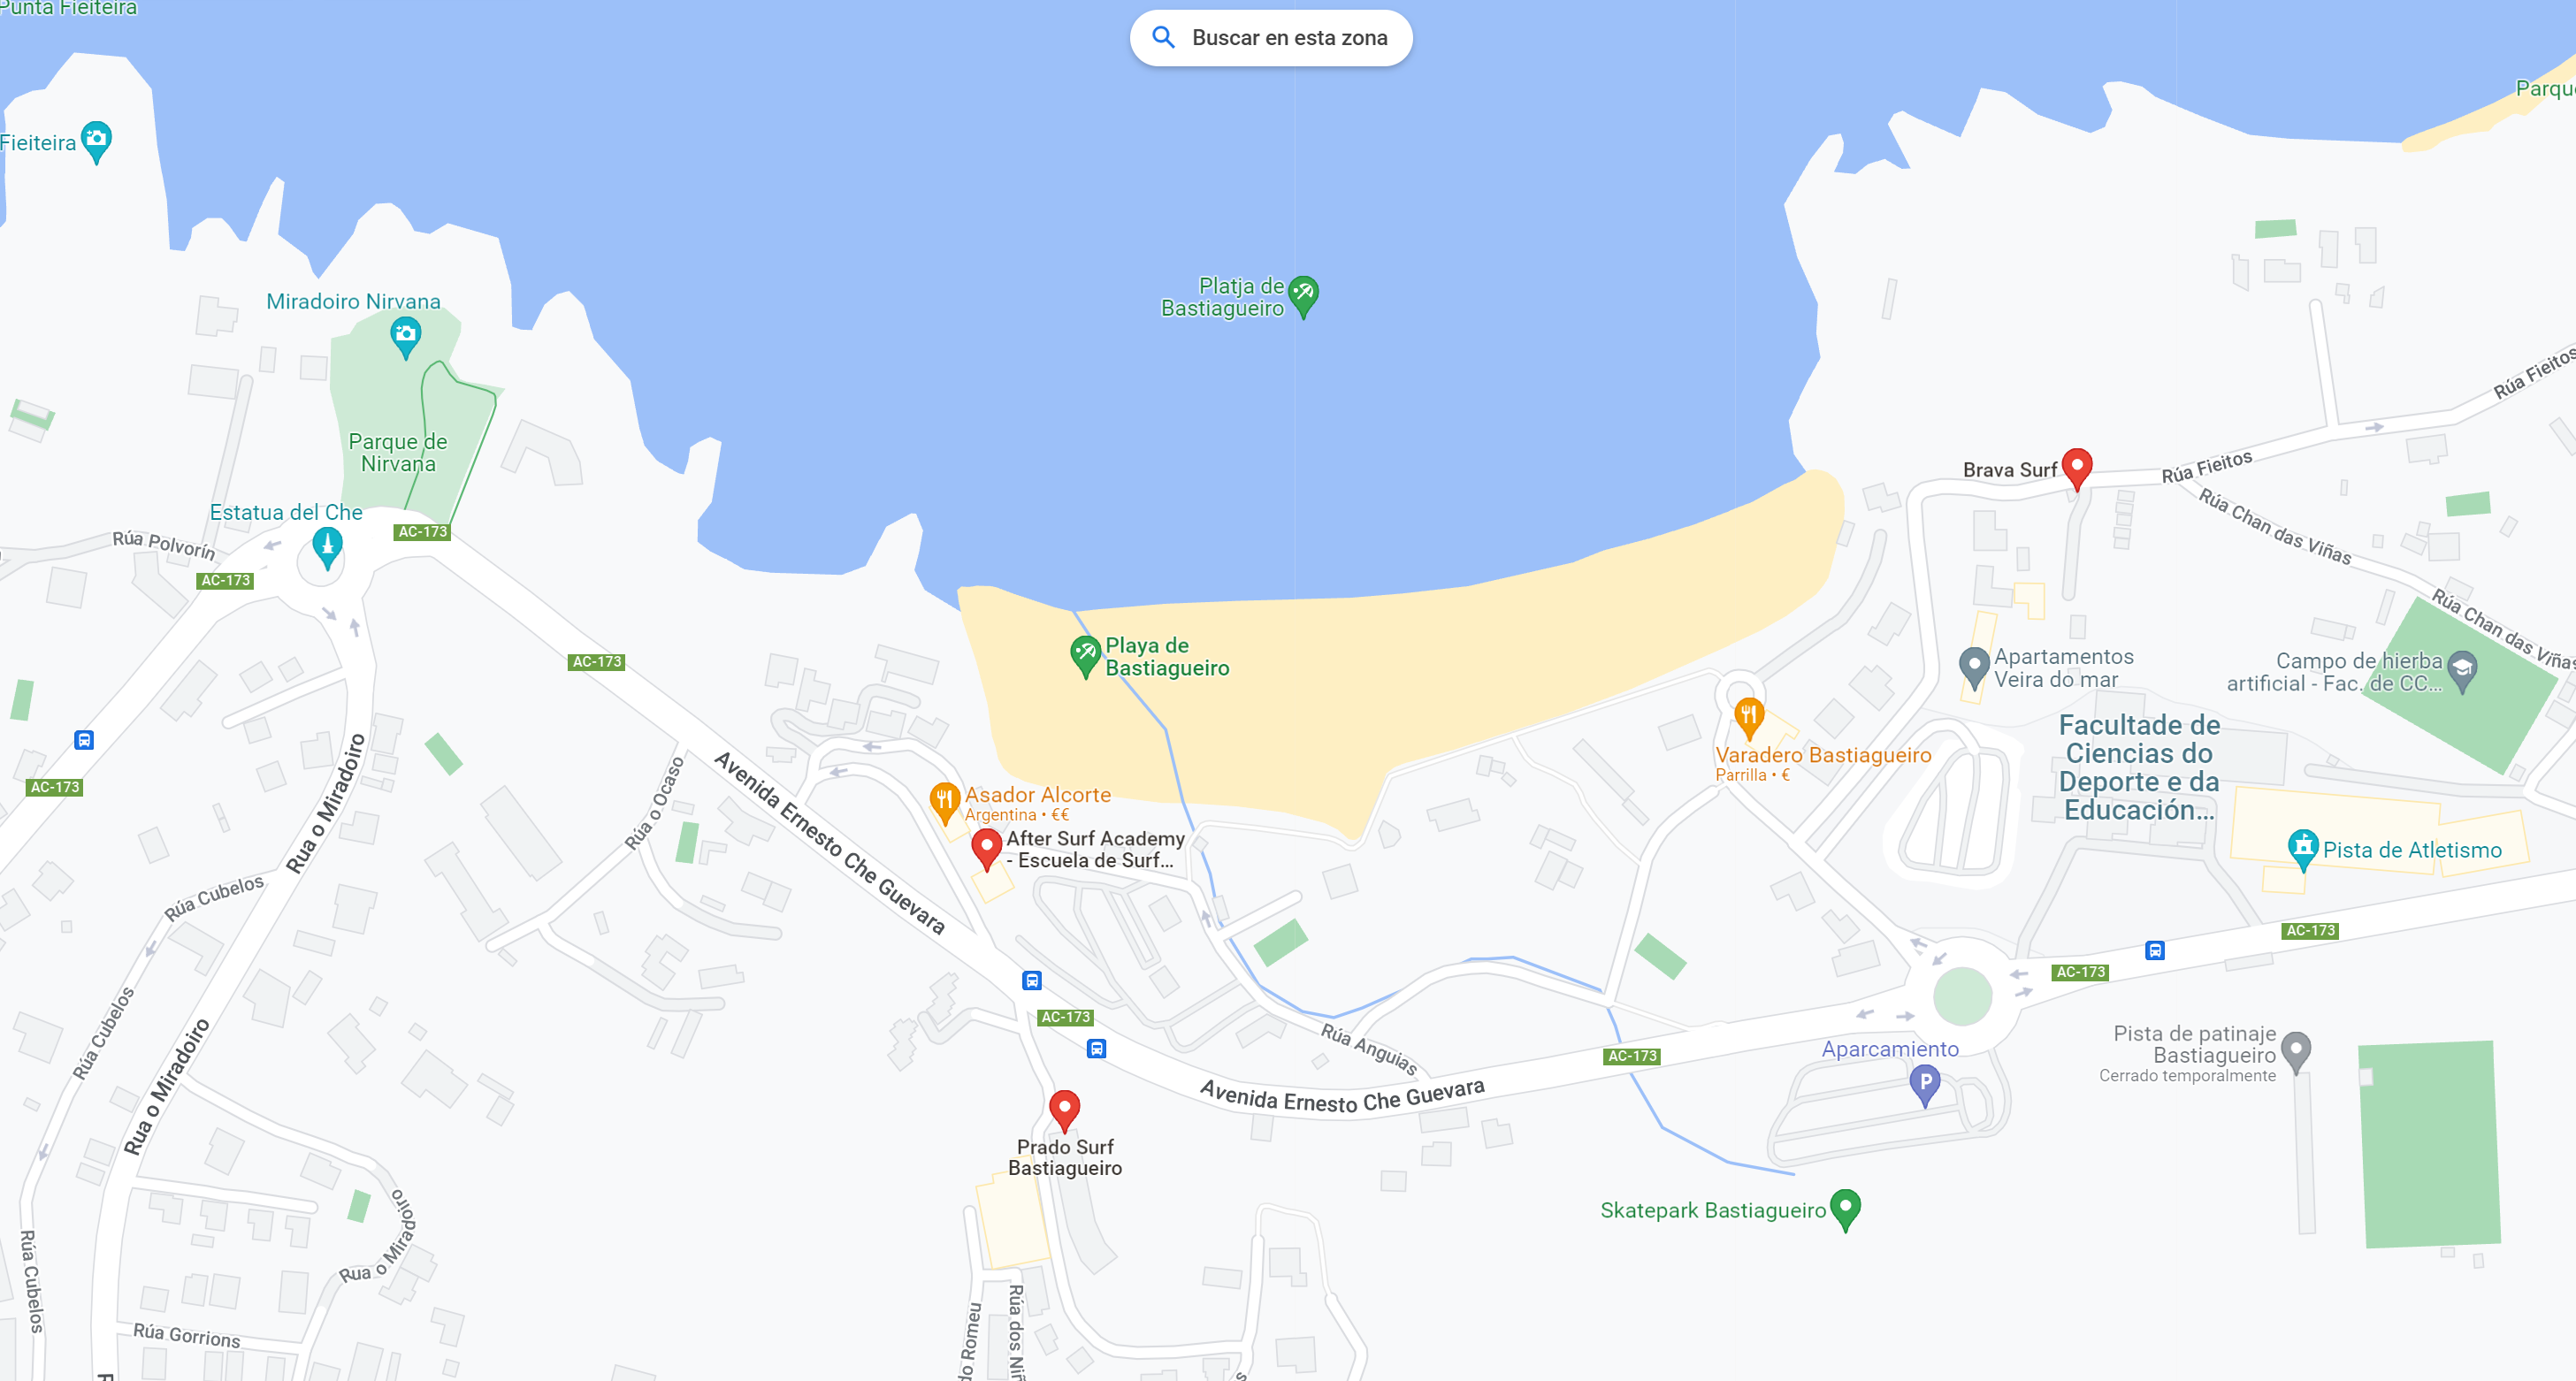 Punta Fieiteira
Buscar en esta zona
Fieiteira
Parque
Miradoiro Nirvana
Platja de
Bastiagueiro
Parque de
Nirvana
Rúa Fieitos
Brava Surf
Rúa Fieitos
Estatua del Che
AC-173
Rúa Polvorín
AC-173
Rúa Chan das Viñas
Rúa Chan das Viñas
Playa de
Bastiagueiro
AC-173
Apartamentos
Veira do mar
Campo de hierba
artificial - Fac. de CC...
Facultade de
Ciencias do
Deporte e da
Educación...
AC-173
Rua o Miradoiro
Rúa o Ocaso
Avenida Ernesto Che Guevara
Varadero Bastiagueiro
Parrilla • €
Asador Alcorte
Argentina • €€
After Surf Academy
- Escuela de Surf...
Pista de Atletismo
Rúa Cubelos
AC-173
AC-173
AC-173
Rúa Cubelos
Rua o Miradoiro
Rúa Anguias
AC-173
Aparcamiento
P
Pista de patinaje
Bastiagueiro
Cerrado temporalmente
Avenida Ernesto Che Guevara
Prado Surf
Bastiagueiro
Skatepark Bastiagueiro
Rua o Miradoiro
Rúa Cubelos
Rúa Gorrions
do Romeu
Rúa dos Niñ
R
s